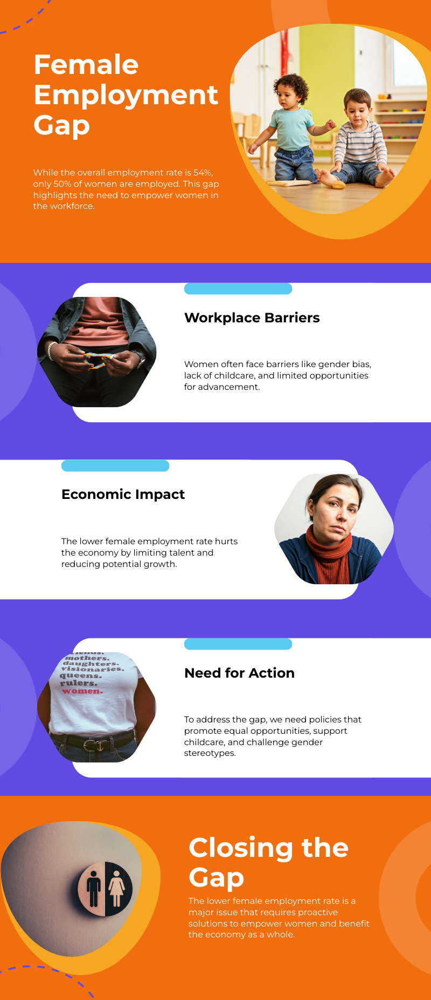 Female
Employment
Gap
While the overall employment rate is 54%,
only 50% of women are employed. This gap
highlights the need to empower women in
the workforce.
Workplace Barriers
Women often face barriers like gender bias,
lack of childcare, and limited opportunities
for advancement.
Economic Impact
The lower female employment rate hurts
the economy by limiting talent and
reducing potential growth.
mothers.
daughters.
visionaries.
queens.
rulers.
women.
Need for Action
To address the gap, we need policies that
promote equal opportunities, support
childcare, and challenge gender
stereotypes.
Closing the
Gap
The lower female employment rate is a
major issue that requires proactive
solutions to empower women and benefit
the economy as a whole.